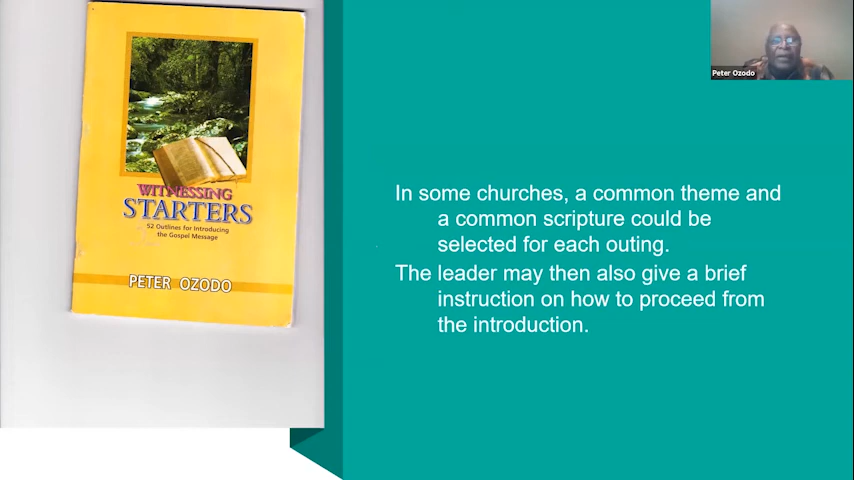 WITNESSING
STARTERS
52 Outlines for Introducing
the Gospel Message
PETER OZODO
In some churches, a common theme and
a common scripture could be
selected for each outing.
The leader may then also give a brief
instruction on how to proceed from
the introduction.
Peter Ozodo